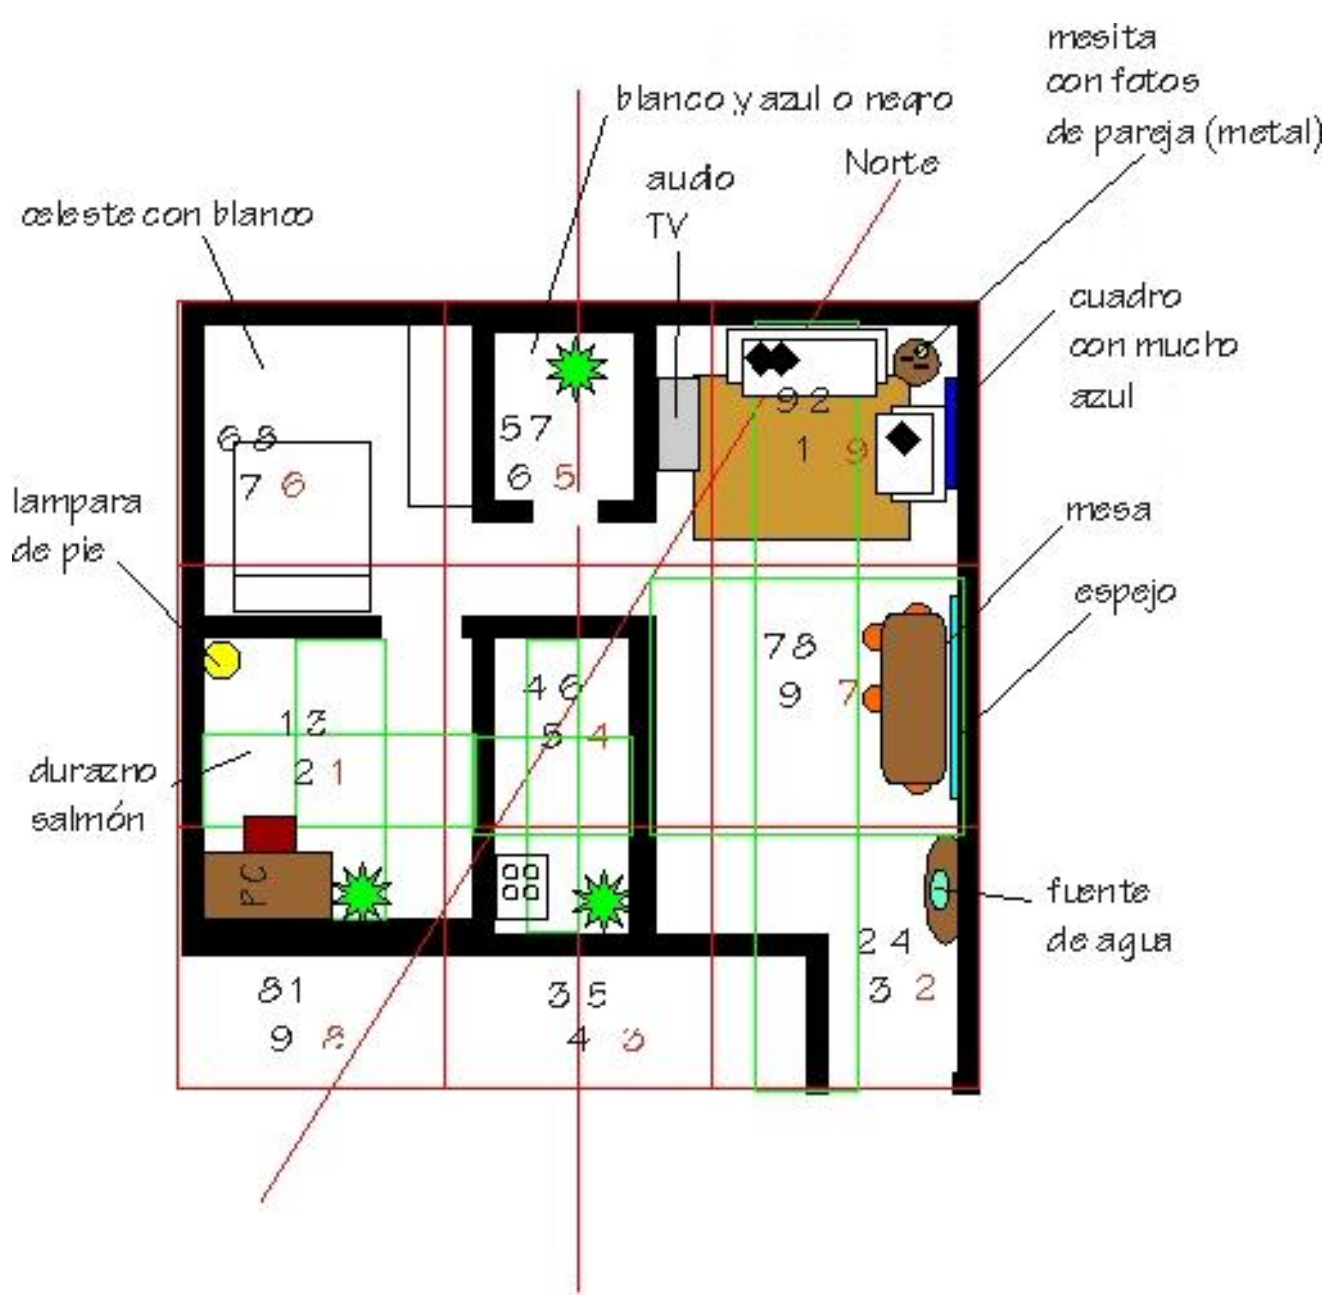 mesita
con fotos
de pareja (metal)
blanco y azul o negro
Norte
audio
TV
celeste con blanco
cuadro
con mucho
azul
lampara
de pie
mesa
espejo
durazno
salmón
fuente
de agua
6 8
7 6
5 7
6 5
9 2
1 9
1 3
2 1
4 6
5 4
7 8
9 7
PC
8 1
9 8
3 5
4 3
2 4
3 2